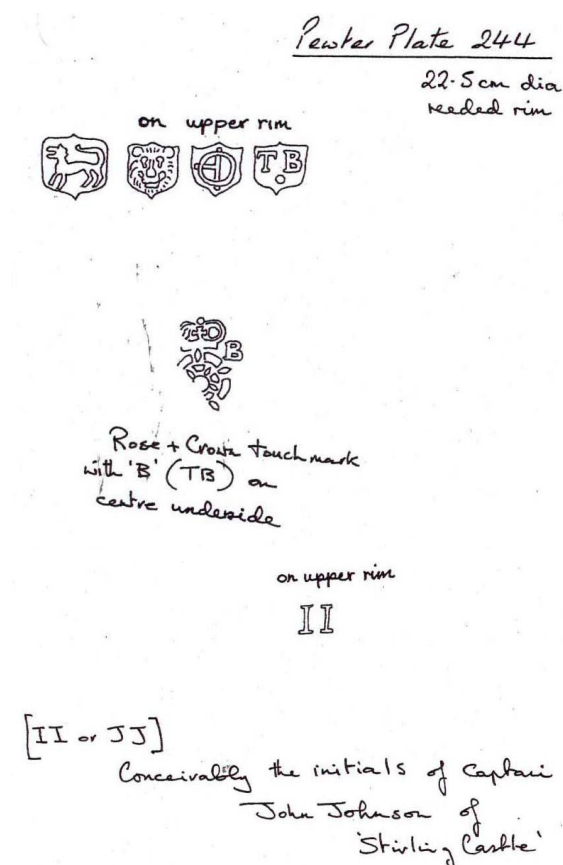 Pewter Plate 244
22.5cm dia
reeded rim
on upper rim
TB
B
Rose + Crown touchmark
with 'B' (TB) on
centre underside
on upper rim
II
[II or JJ]
Conceivably the initials of Captain
John Johnson of
'Stirling Castle'